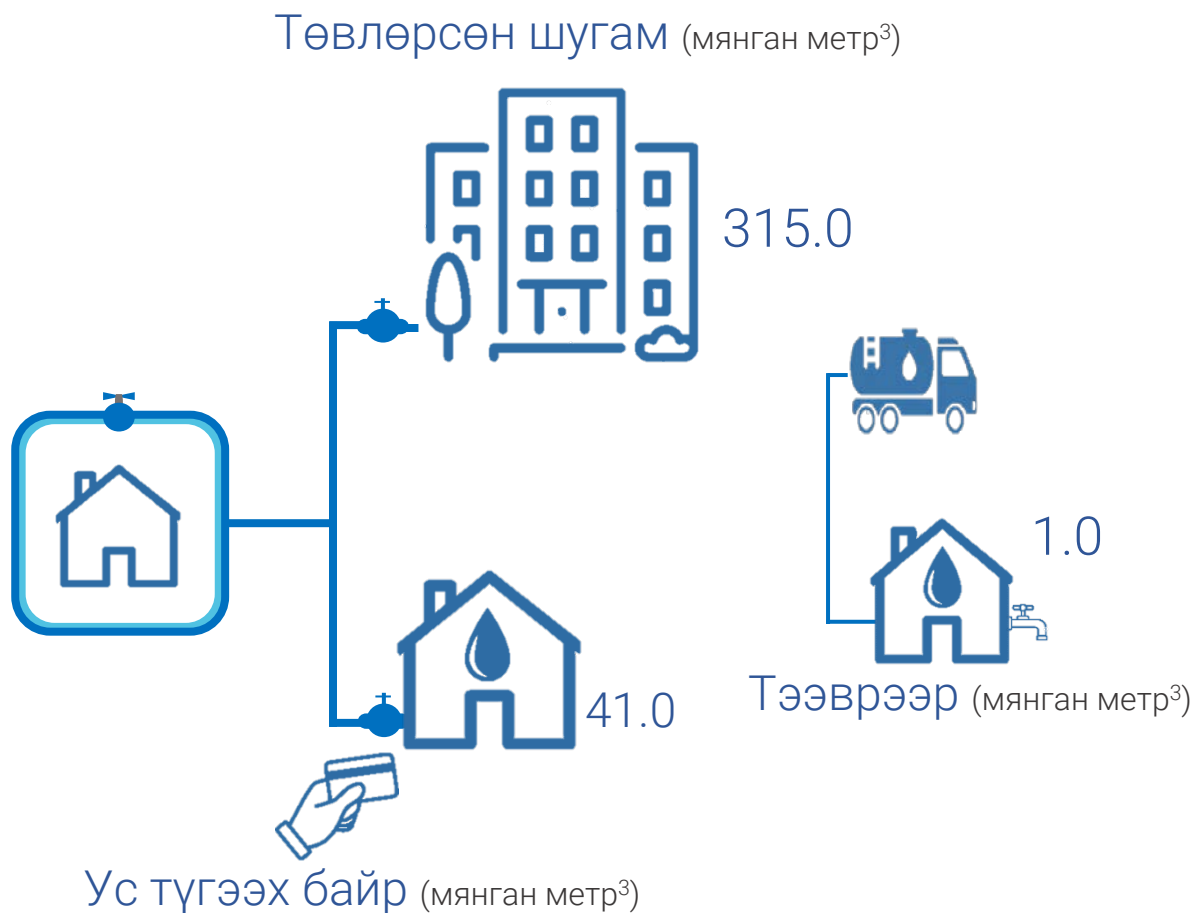 Төвлөрсөн шугам (мянган метр³)
315.0
1.0
41.0
Тээврээр (мянган метр³)
Ус түгээх байр (мянган метр³)